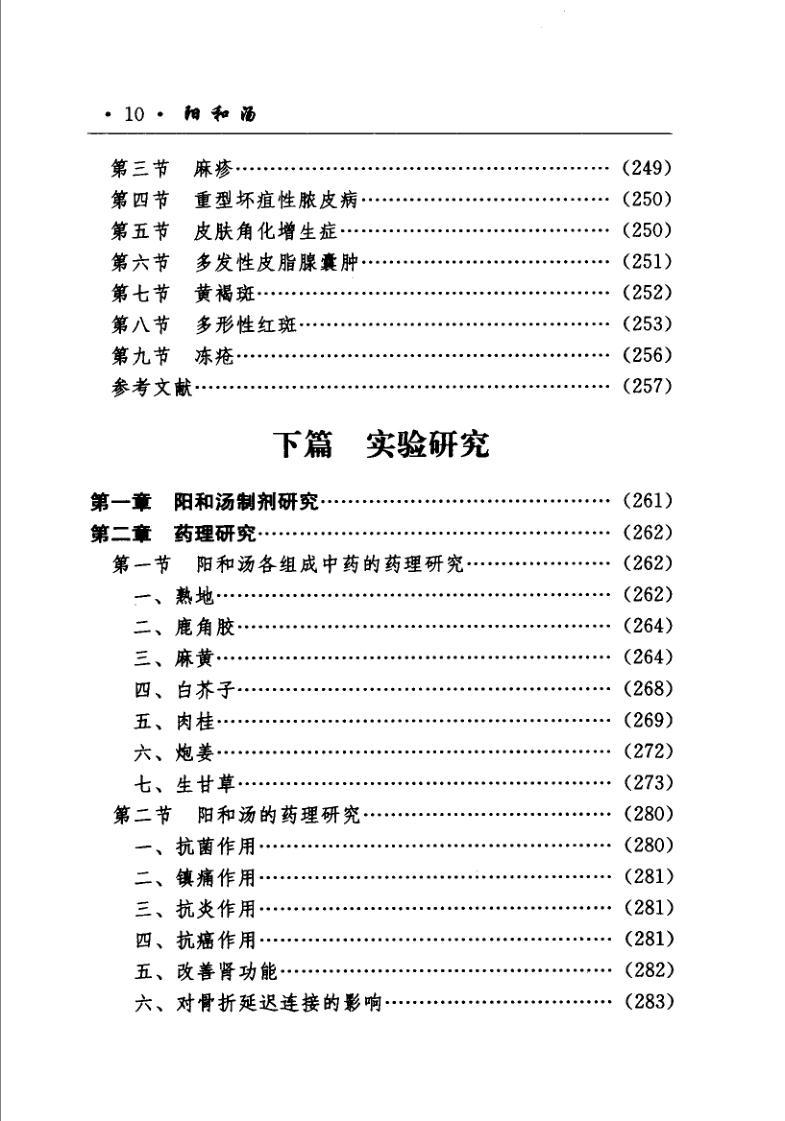 · 10 · 阳和汤
第三节 麻疹……………………………………………… (249)
第四节 重型坏疽性脓皮病……………………………… (250)
第五节 皮肤角化增生症………………………………… (250)
第六节 多发性皮脂腺囊肿……………………………… (251)
第七节 黄褐斑…………………………………………… (252)
第八节 多形性红斑……………………………………… (253)
第九节 冻疮……………………………………………… (256)
参考文献…………………………………………………… (257)
下篇 实验研究
第一章 阳和汤制剂研究…………………………………… (261)
第二章 药理研究…………………………………………… (262)
第一节 阳和汤各组成中药的药理研究………………… (262)
一、熟地………………………………………………… (262)
二、鹿角胶……………………………………………… (264)
三、麻黄………………………………………………… (264)
四、白芥子……………………………………………… (268)
五、肉桂………………………………………………… (269)
六、炮姜………………………………………………… (272)
七、生甘草……………………………………………… (273)
第二节 阳和汤的药理研究……………………………… (280)
一、抗菌作用…………………………………………… (280)
二、镇痛作用…………………………………………… (281)
三、抗炎作用…………………………………………… (281)
四、抗癌作用…………………………………………… (281)
五、改善肾功能………………………………………… (282)
六、对骨折延迟连接的影响…………………………… (283)